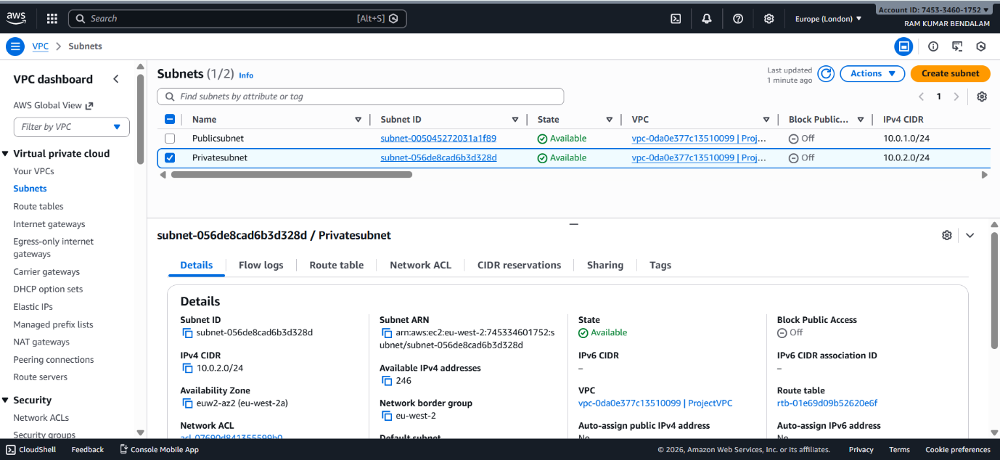 aws
Search
[Alt+S]
Europe (London)
Account ID: 7453-3460-1752
RAM KUMAR BENDALAM
VPC
Subnets
VPC dashboard
AWS Global View
Filter by VPC
Virtual private cloud
Your VPCs
Subnets
Route tables
Internet gateways
Egress-only internet
gateways
Carrier gateways
DHCP option sets
Elastic IPs
Managed prefix lists
NAT gateways
Peering connections
Route servers
Security
Network ACLs
Security groups
Subnets (1/2) Info
Last updated
1 minute ago
Actions
Create subnet
Find subnets by attribute or tag
1
Name Subnet ID State VPC Block Public... IPv4 CIDR
Publicsubnet subnet-005045272031a1f89 Available vpc-0da0e377c13510099 | Proj... Off 10.0.1.0/24
Privatesubnet subnet-056de8cad6b3d328d Available vpc-0da0e377c13510099 | Proj... Off 10.0.2.0/24
subnet-056de8cad6b3d328d / Privatesubnet
Details Flow logs Route table Network ACL CIDR reservations Sharing Tags
Details
Subnet ID
subnet-056de8cad6b3d328d
IPv4 CIDR
10.0.2.0/24
Availability Zone
euw2-az2 (eu-west-2a)
Network ACL
acl-07690d841355599b0
Subnet ARN
arn:aws:ec2:eu-west-2:745334601752:s
ubnet/subnet-056de8cad6b3d328d
Available IPv4 addresses
246
Network border group
eu-west-2
Default subnet
State
Available
IPv6 CIDR
–
VPC
vpc-0da0e377c13510099 | ProjectVPC
Auto-assign public IPv4 address
No
Block Public Access
Off
IPv6 CIDR association ID
–
Route table
rtb-01e69d09b52620e6f
Auto-assign IPv6 address
No
CloudShell Feedback Console Mobile App
© 2026, Amazon Web Services, Inc. or its affiliates. Privacy Terms Cookie preferences